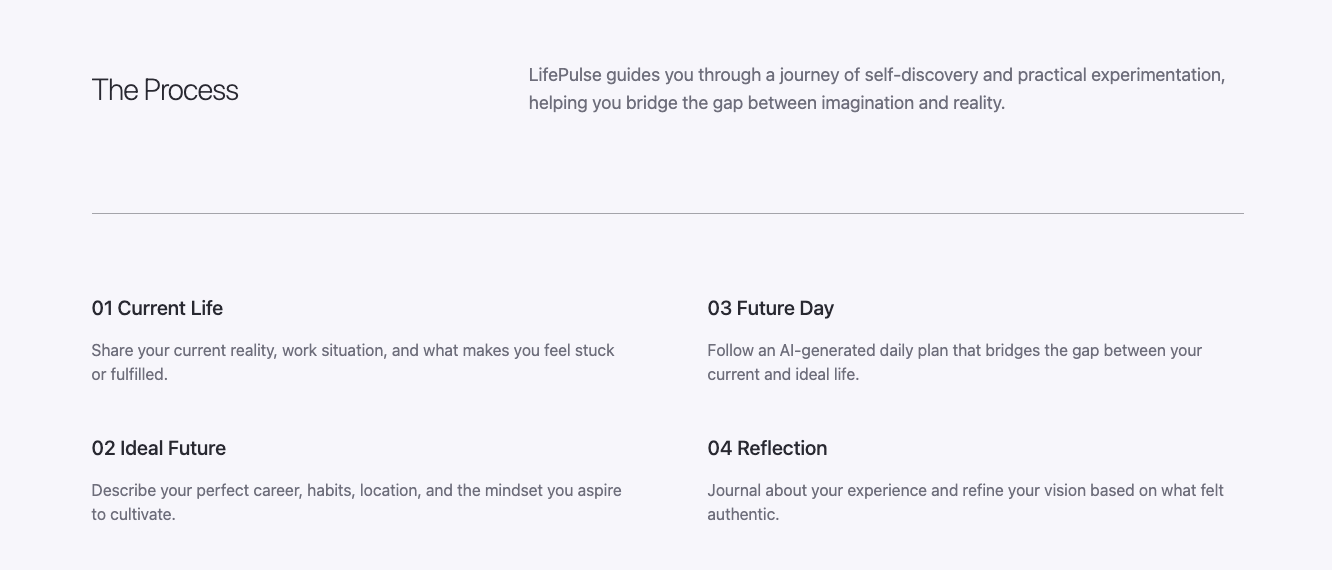 The Process
LifePulse guides you through a journey of self-discovery and practical experimentation,
helping you bridge the gap between imagination and reality.
01 Current Life
Share your current reality, work situation, and what makes you feel stuck
or fulfilled.
02 Ideal Future
Describe your perfect career, habits, location, and the mindset you aspire
to cultivate.
03 Future Day
Follow an AI-generated daily plan that bridges the gap between your
current and ideal life.
04 Reflection
Journal about your experience and refine your vision based on what felt
authentic.